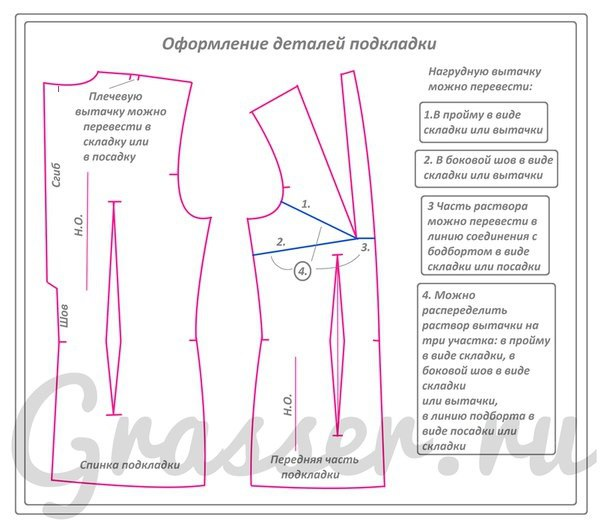 Оформление деталей подкладки
Плечевую
вытачку можно
перевести в
складку или
в посадку
Сгиб
Н.О.
Шов
Спинка подкладки
1.
2.
3.
4.
Н.О.
Передняя часть
подкладки
Нагрудную вытачку
можно перевести:
1.В пройму в виде
складки или вытачки
2. В боковой шов в виде
складки или вытачки
3 Часть раствора
можно перевести в
линию соединения с
бодбортом в виде
складки или посадки
4. Можно
распеределить
раствор вытачки на
три участка: в пройму
в виде складки, в
боковой шов в виде
складки
или вытачки,
в линию подборта в
виде посадки или
складки
Grasser.ru